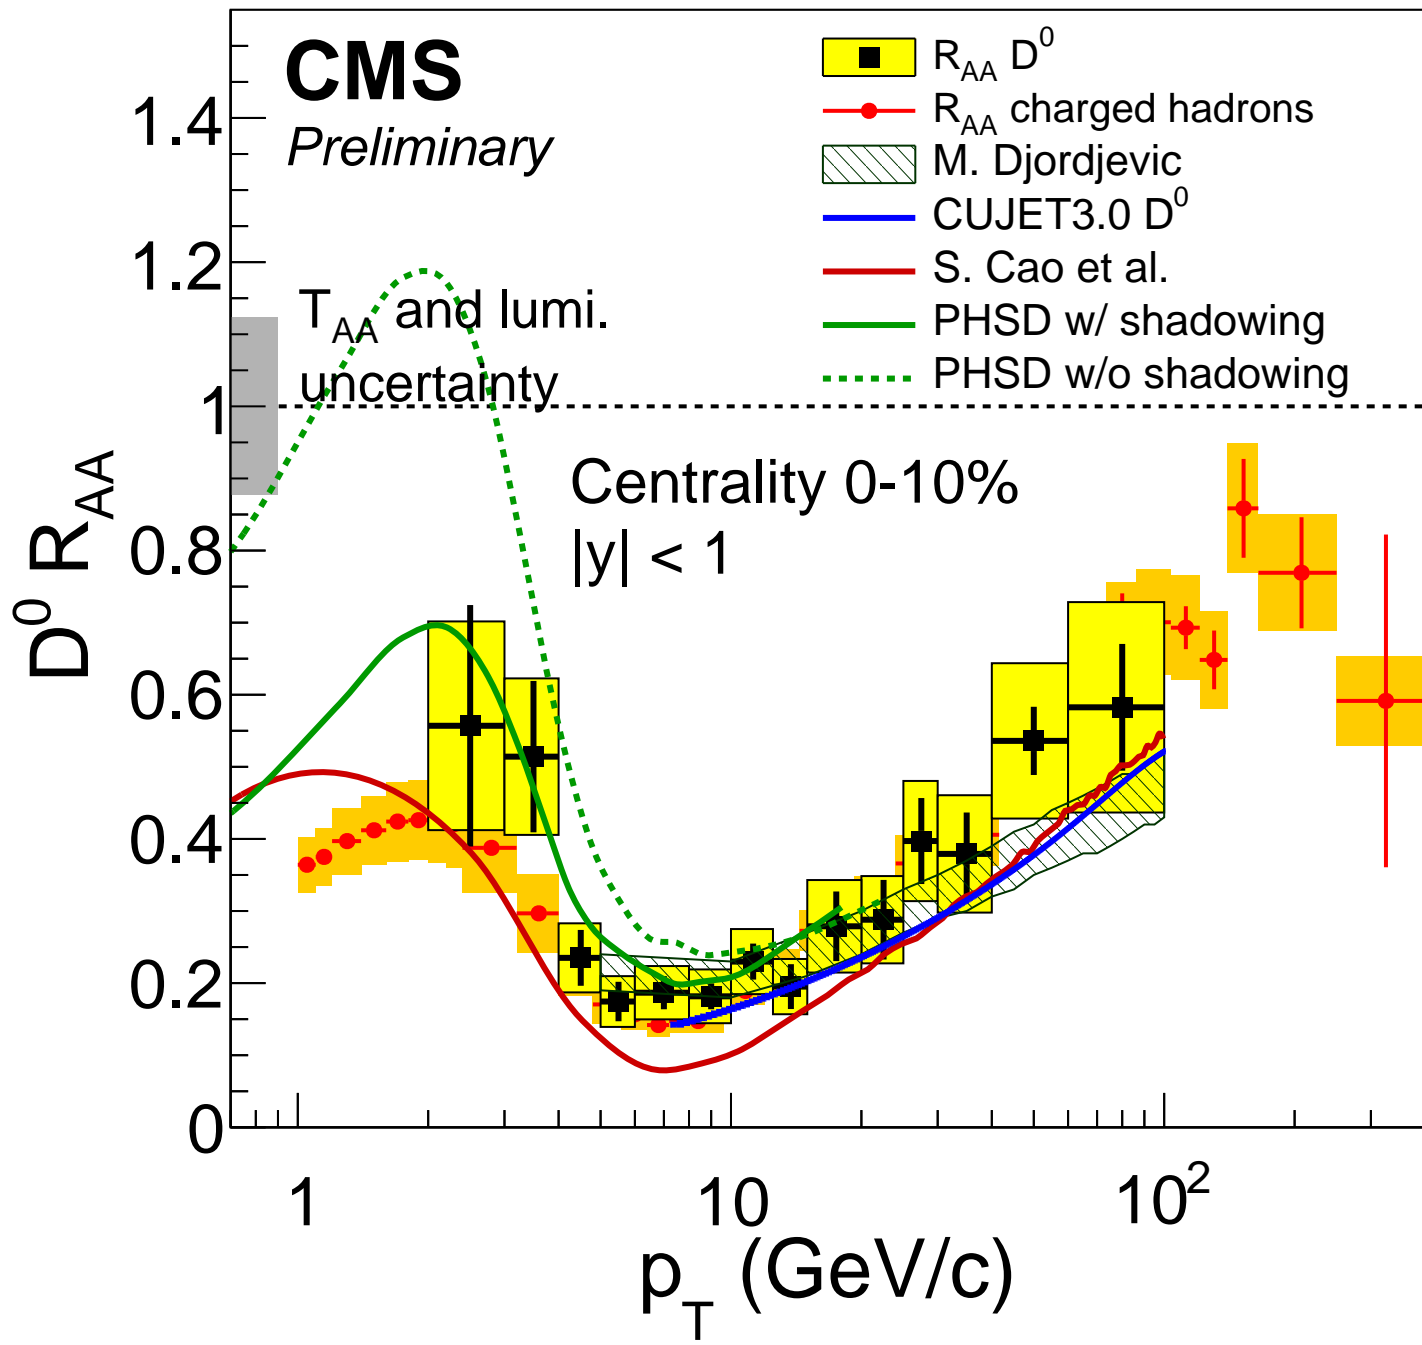 CMS
Preliminary
R_AA D^0
R_AA charged hadrons
M. Djordjevic
CUJET3.0 D^0
S. Cao et al.
PHSD w/ shadowing
PHSD w/o shadowing
T_AA and lumi.
uncertainty
Centrality 0-10%
|y| < 1
D^0 R_AA
1.4
1.2
1
0.8
0.6
0.4
0.2
0
1
10
10^2
p_T (GeV/c)